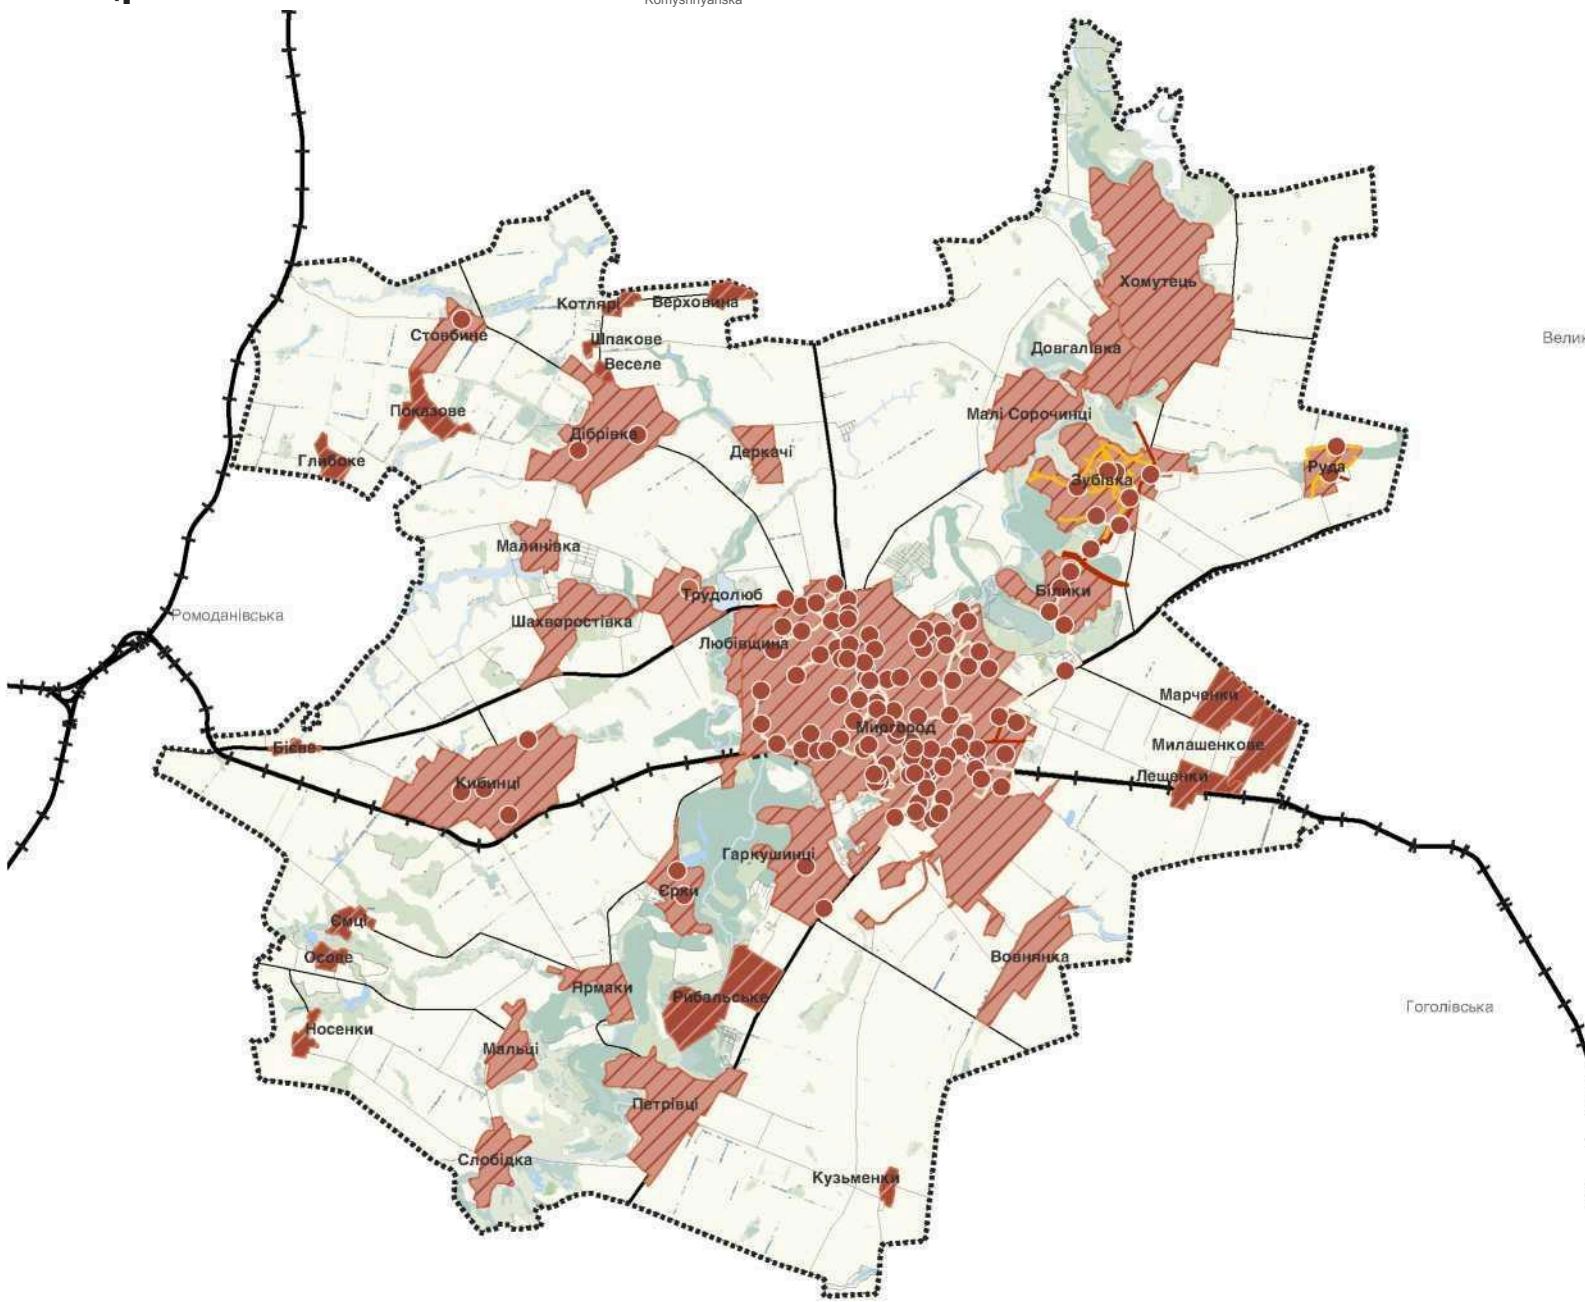 Komyshnyanska
Хомутець
Котлярі
Верховина
Стовбине
Шпакове
Велик
Довгалівка
Веселе
Показове
Малі Сорочинці
Дібрівка
Деркачі
Глибоке
Руда
Зубівка
Малинівка
Білики
Трудолюб
Ромоданівська
Шахворостівка
Любівщина
Марченки
Миргород
Милашенкове
Бієве
Лещенки
Кибинці
Гаркушинці
Єрки
Ємці
Осове
Вовнянка
Ярмаки
Рибальське
Гоголівська
Носенки
Мальці
Петрівці
Слобідка
Кузьменки